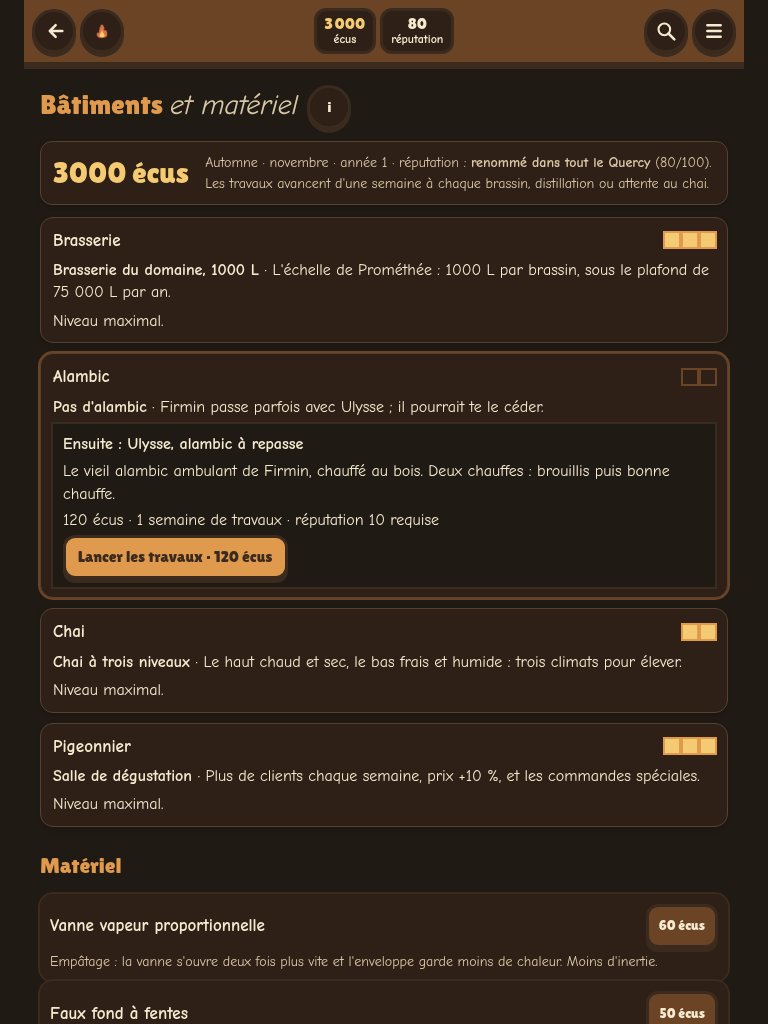 3 000
écus
80
réputation
Bâtiments et matériel
i
3000 écus
Automne · novembre · année 1 · réputation : renommé dans tout le Quercy (80/100).
Les travaux avancent d'une semaine à chaque brassin, distillation ou attente au chai.
Brasserie
Brasserie du domaine, 1000 L · L'échelle de Prométhée : 1000 L par brassin, sous le plafond de
75 000 L par an.
Niveau maximal.
Alambic
Pas d'alambic · Firmin passe parfois avec Ulysse ; il pourrait te le céder.
Ensuite : Ulysse, alambic à repasse
Le vieil alambic ambulant de Firmin, chauffé au bois. Deux chauffes : brouillis puis bonne
chauffe.
120 écus · 1 semaine de travaux · réputation 10 requise
Lancer les travaux · 120 écus
Chai
Chai à trois niveaux · Le haut chaud et sec, le bas frais et humide : trois climats pour élever.
Niveau maximal.
Pigeonnier
Salle de dégustation · Plus de clients chaque semaine, prix +10 %, et les commandes spéciales.
Niveau maximal.
Matériel
Vanne vapeur proportionnelle
60 écus
Empâtage : la vanne s'ouvre deux fois plus vite et l'enveloppe garde moins de chaleur. Moins d'inertie.
Faux fond à fentes
50 écus